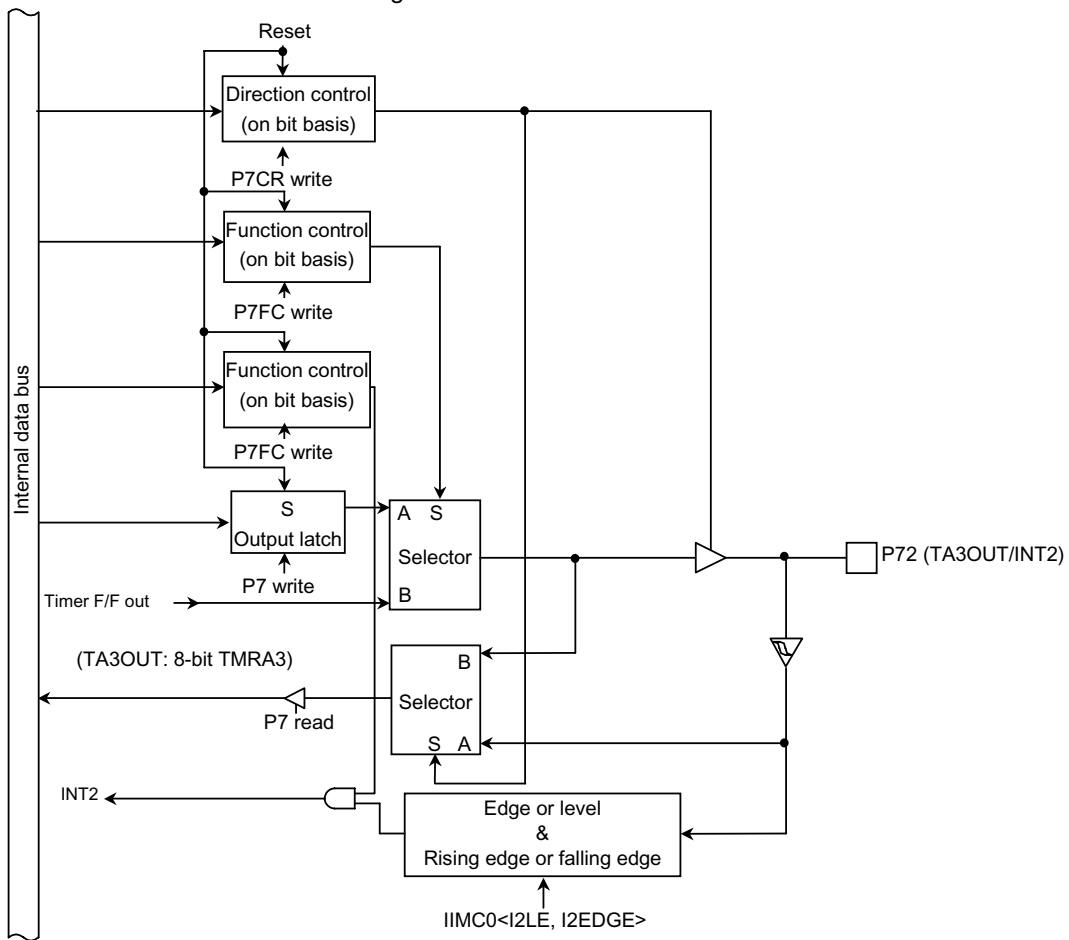 Reset
Direction control
(on bit basis)
P7CR write
Function control
(on bit basis)
P7FC write
Function control
(on bit basis)
P7FC write
Internal data bus
S
Output latch
P7 write
A S
Selector
B
Timer F/F out
P72 (TA3OUT/INT2)
(TA3OUT: 8-bit TMRA3)
B
Selector
S A
P7 read
INT2
Edge or level
&
Rising edge or falling edge
IIMC0<I2LE, I2EDGE>